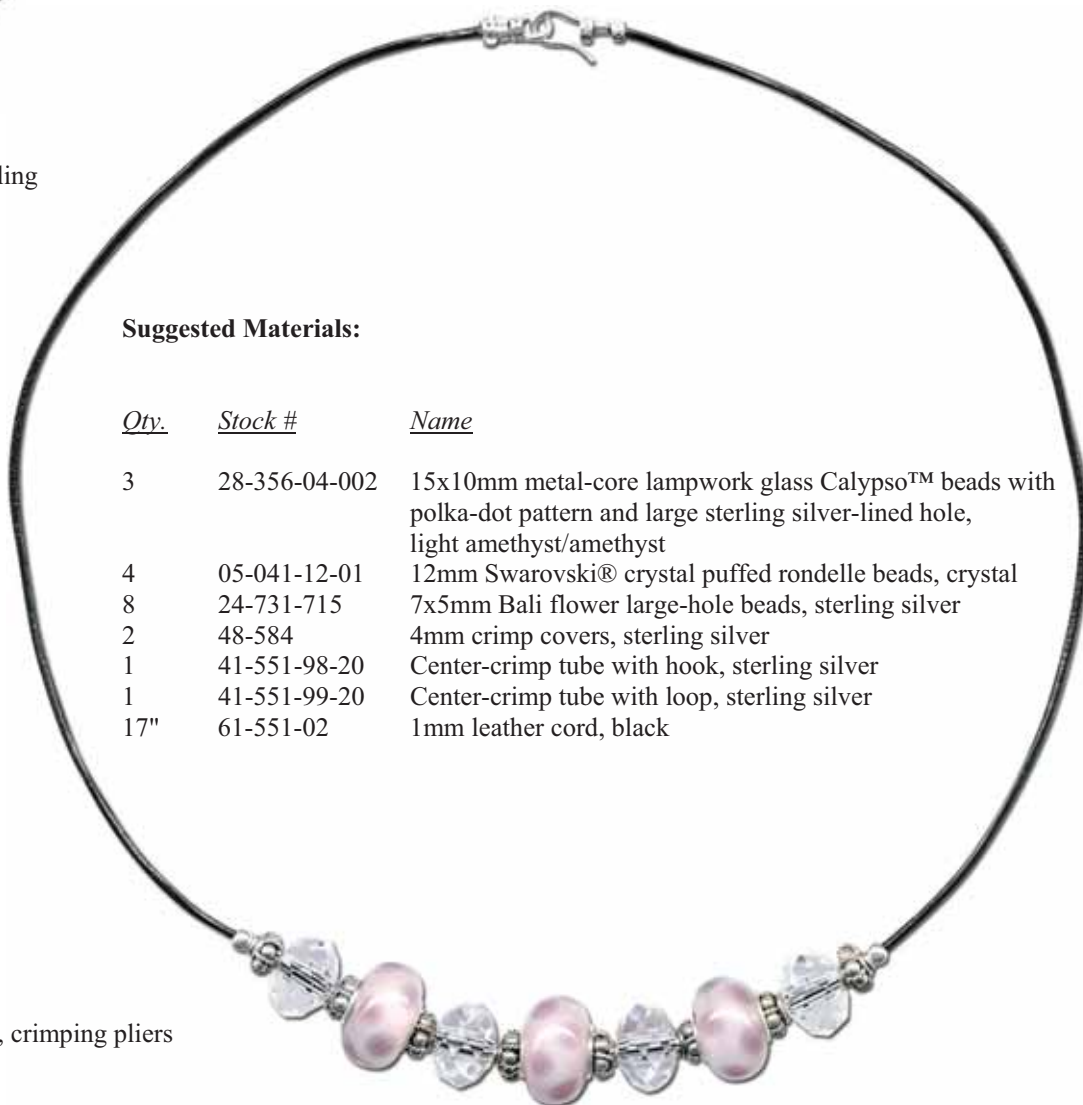 ling
Suggested Materials:
Qty. Stock # Name
3 28-356-04-002 15x10mm metal-core lampwork glass Calypso™ beads with
polka-dot pattern and large sterling silver-lined hole,
light amethyst/amethyst
4 05-041-12-01 12mm Swarovski® crystal puffed rondelle beads, crystal
8 24-731-715 7x5mm Bali flower large-hole beads, sterling silver
2 48-584 4mm crimp covers, sterling silver
1 41-551-98-20 Center-crimp tube with hook, sterling silver
1 41-551-99-20 Center-crimp tube with loop, sterling silver
17" 61-551-02 1mm leather cord, black
, crimping pliers